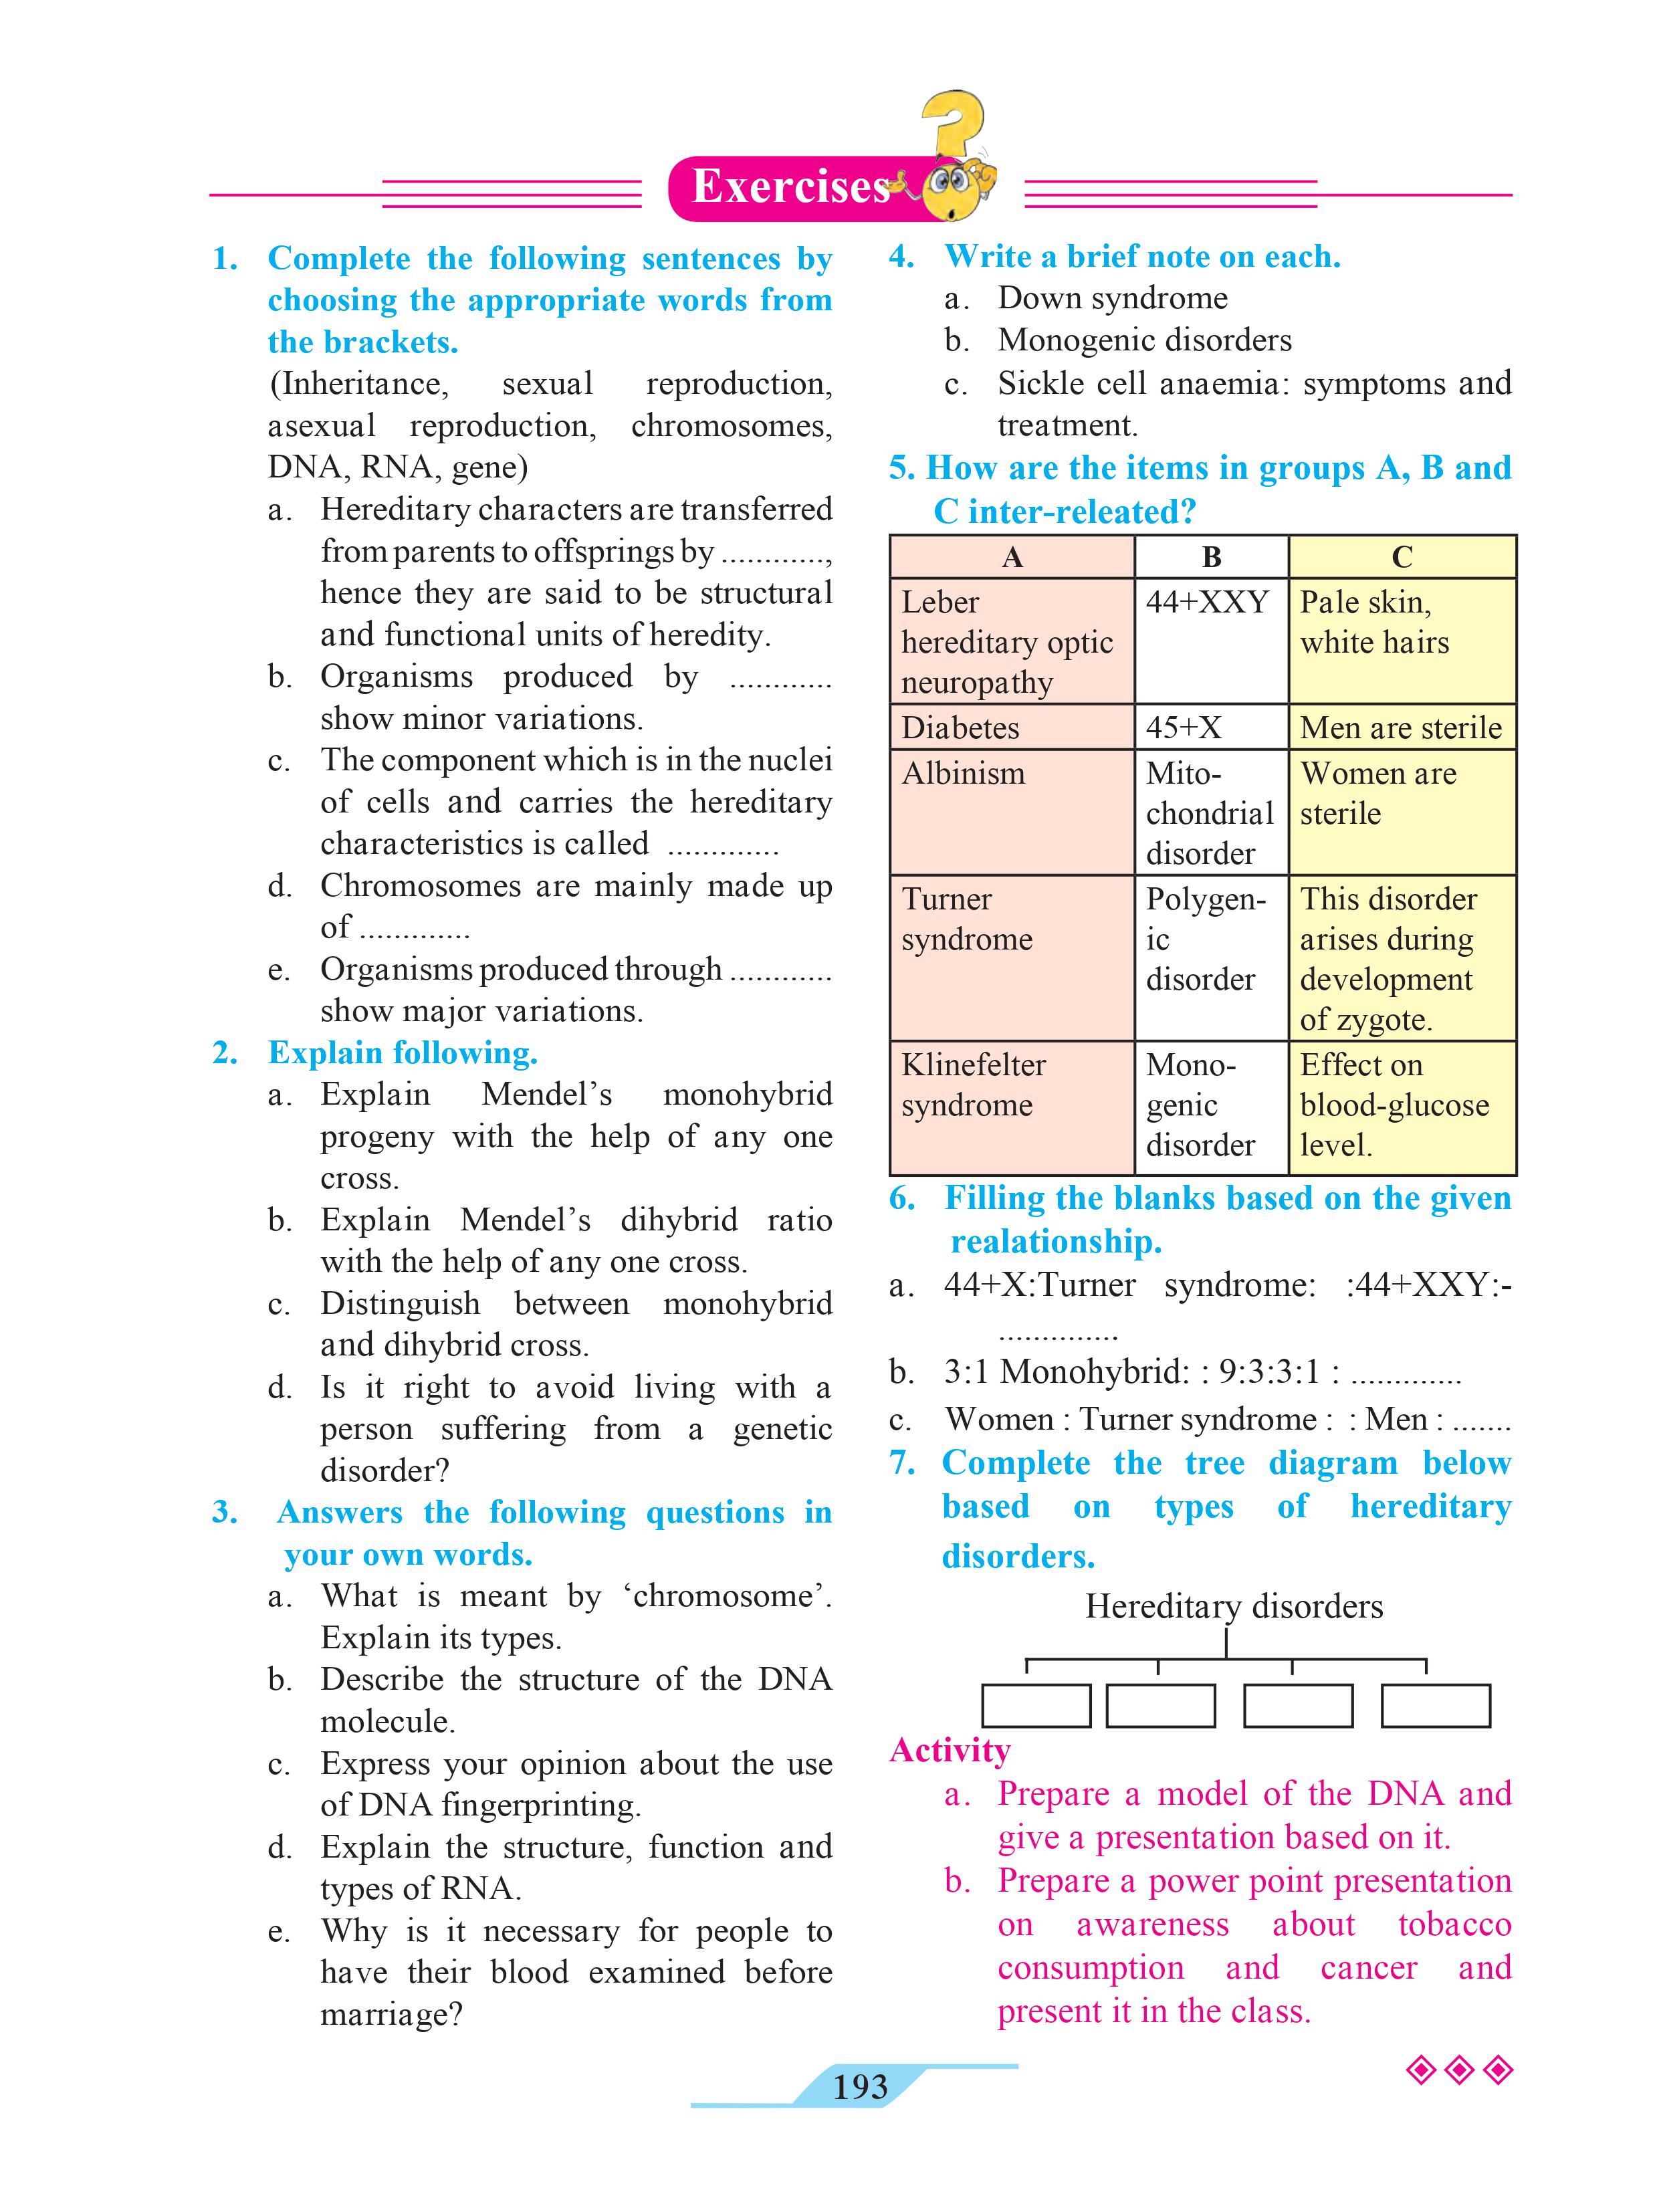 Exercises
1. Complete the following sentences by
choosing the appropriate words from
the brackets.
(Inheritance, sexual reproduction,
asexual reproduction, chromosomes,
DNA, RNA, gene)
a. Hereditary characters are transferred
from parents to offsprings by ............,
hence they are said to be structural
and functional units of heredity.
b. Organisms produced by ............
show minor variations.
c. The component which is in the nuclei
of cells and carries the hereditary
characteristics is called .............
d. Chromosomes are mainly made up
of .............
e. Organisms produced through ............
show major variations.
2. Explain following.
a. Explain Mendel’s monohybrid
progeny with the help of any one
cross.
b. Explain Mendel’s dihybrid ratio
with the help of any one cross.
c. Distinguish between monohybrid
and dihybrid cross.
d. Is it right to avoid living with a
person suffering from a genetic
disorder?
3. Answers the following questions in
your own words.
a. What is meant by ‘chromosome’.
Explain its types.
b. Describe the structure of the DNA
molecule.
c. Express your opinion about the use
of DNA fingerprinting.
d. Explain the structure, function and
types of RNA.
e. Why is it necessary for people to
have their blood examined before
marriage?
4. Write a brief note on each.
a. Down syndrome
b. Monogenic disorders
c. Sickle cell anaemia: symptoms and
treatment.
5. How are the items in groups A, B and
C inter-releated?
A B C
Leber 44+XXY Pale skin,
hereditary optic white hairs
neuropathy
Diabetes 45+X Men are sterile
Albinism Mito- Women are
chondrial sterile
disorder
Turner Polygen- This disorder
syndrome ic arises during
disorder development
of zygote.
Klinefelter Mono- Effect on
syndrome genic blood-glucose
disorder level.
6. Filling the blanks based on the given
realationship.
a. 44+X:Turner syndrome: :44+XXY:-
..............
b. 3:1 Monohybrid: : 9:3:3:1 : .............
c. Women : Turner syndrome : : Men : .......
7. Complete the tree diagram below
based on types of hereditary
disorders.
Hereditary disorders
Activity
a. Prepare a model of the DNA and
give a presentation based on it.
b. Prepare a power point presentation
on awareness about tobacco
consumption and cancer and
present it in the class.
193